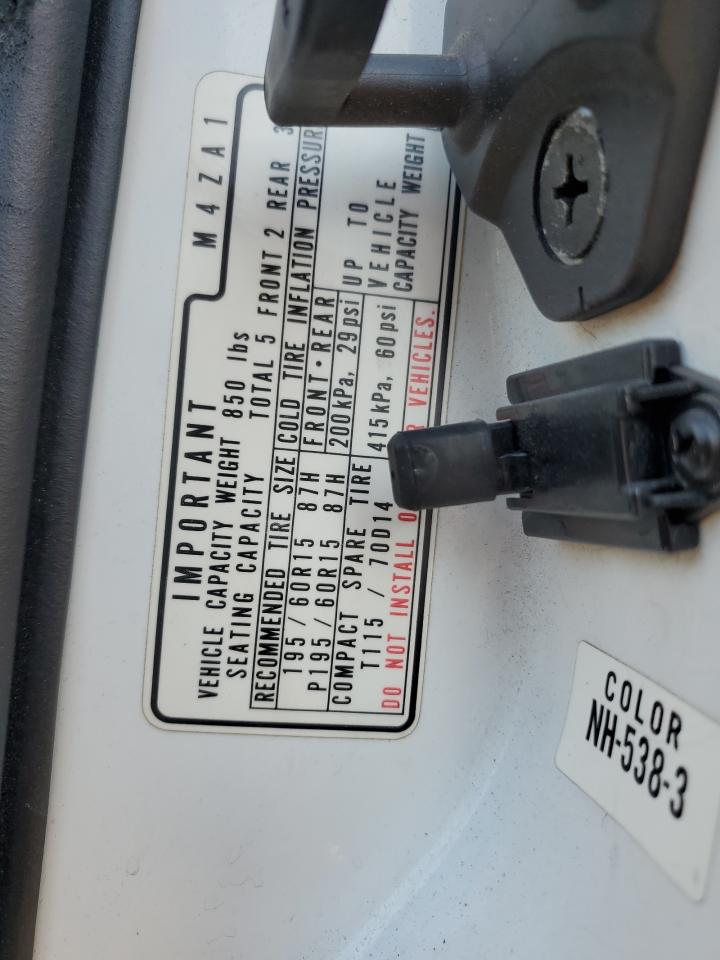 M4ZA1
IMPORTANT
VEHICLE CAPACITY WEIGHT 850 lbs
SEATING CAPACITY TOTAL 5 FRONT 2 REAR 3
RECOMMENDED TIRE SIZE COLD TIRE INFLATION PRESSUR
195/60R15 87H FRONT·REAR
P195/60R15 87H 200kPa, 29psi UP TO
COMPACT SPARE TIRE VEHICLE
T115 / 70D14 415kPa, 60psi CAPACITY WEIGHT
DO NOT INSTALL O VEHICLES.
COLOR
NH-538-3